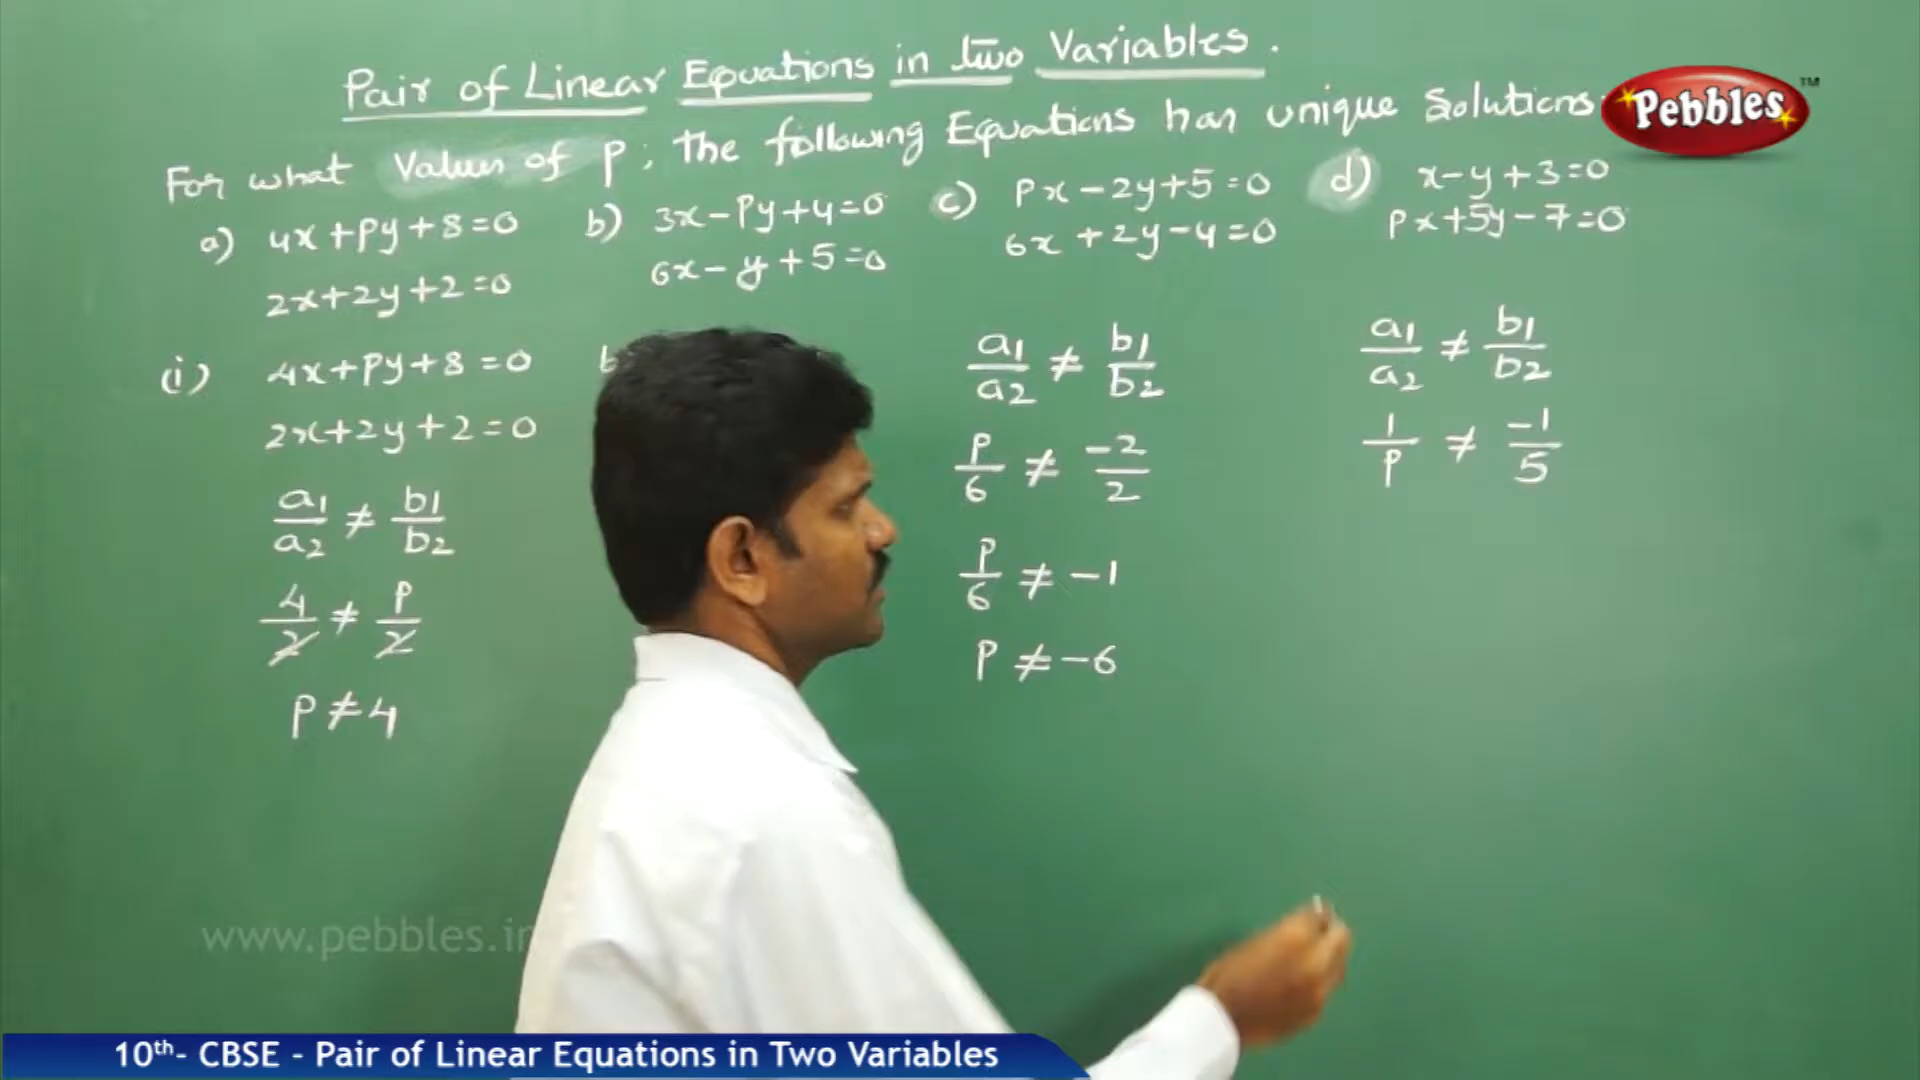 Pair of Linear Equations in two Variables.
For what Values of P; The following Equations has unique Solutions.
Pebbles™
a) 4x+Py+8=0
2x+2y+2=0
b) 3x-Py+4=0
6x-y+5=0
c) Px-2y+5=0
6x+2y-4=0
d) x-y+3=0
Px+5y-7=0
(i) 4x+Py+8=0
2x+2y+2=0
a1/a2 ≠ b1/b2
4/2 ≠ P/2
P≠4
a1/a2 ≠ b1/b2
P/6 ≠ -2/2
P/6 ≠ -1
P ≠ -6
a1/a2 ≠ b1/b2
1/P ≠ -1/5
www.pebbles.in
10th- CBSE - Pair of Linear Equations in Two Variables